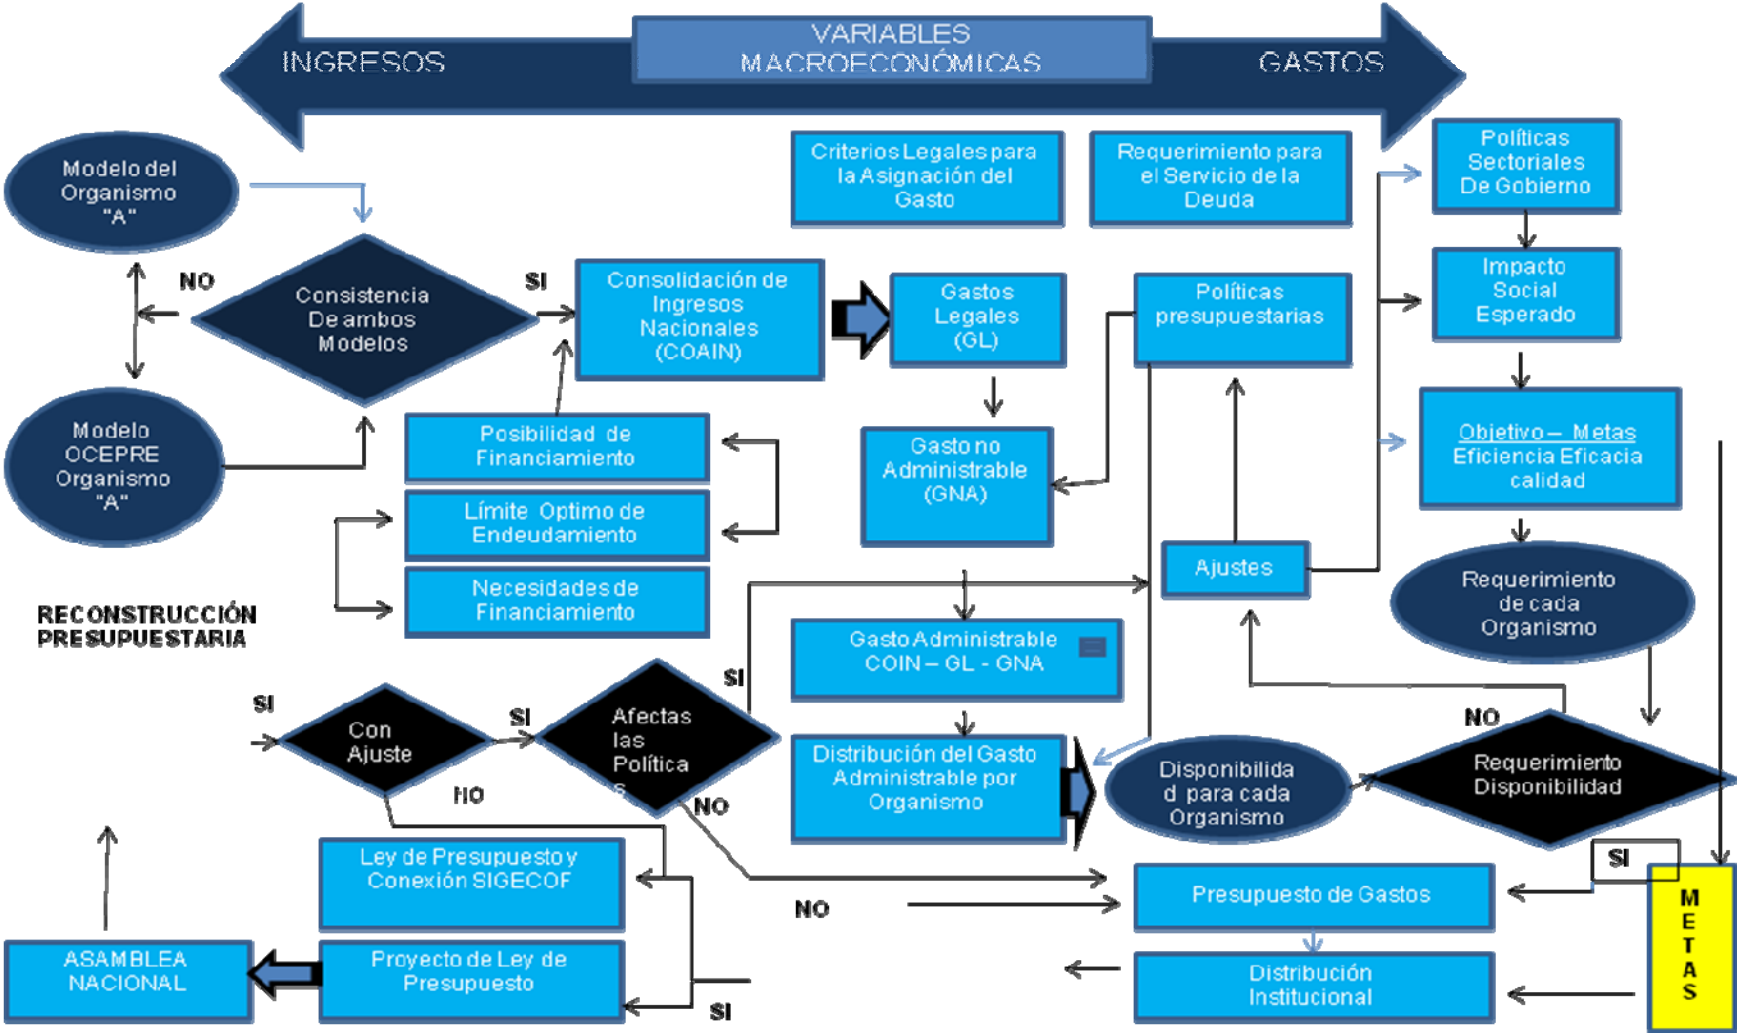 INGRESOS
VARIABLES
MACROECONÓMICAS
GASTOS
Modelo del
Organismo
"A"
Criterios Legales para
la Asignación del
Gasto
Requerimiento para
el Servicio de la
Deuda
Políticas
Sectoriales
De Gobierno
NO
Consistencia
De ambos
Modelos
SI
Consolidación de
Ingresos
Nacionales
(COAIN)
Gastos
Legales
(GL)
Políticas
presupuestarias
Impacto
Social
Esperado
Modelo
OCEPRE
Organismo
"A"
Posibilidad de
Financiamiento
Límite Optimo de
Endeudamiento
Necesidades de
Financiamiento
Gasto no
Administrable
(GNA)
Objetivo – Metas
Eficiencia Eficacia
calidad
Ajustes
Requerimiento
de cada
Organismo
RECONSTRUCCIÓN
PRESUPUESTARIA
Gasto Administrable
COIN – GL - GNA
SI
Con
Ajuste
SI
NO
Afectas
las
Política
s
SI
NO
Distribución del Gasto
Administrable por
Organismo
Disponibilida
d para cada
Organismo
NO
Requerimiento
Disponibilidad
SI
Ley de Presupuesto y
Conexión SIGECOF
NO
Presupuesto de Gastos
M
E
T
A
S
ASAMBLEA
NACIONAL
Proyecto de Ley de
Presupuesto
SI
Distribución
Institucional